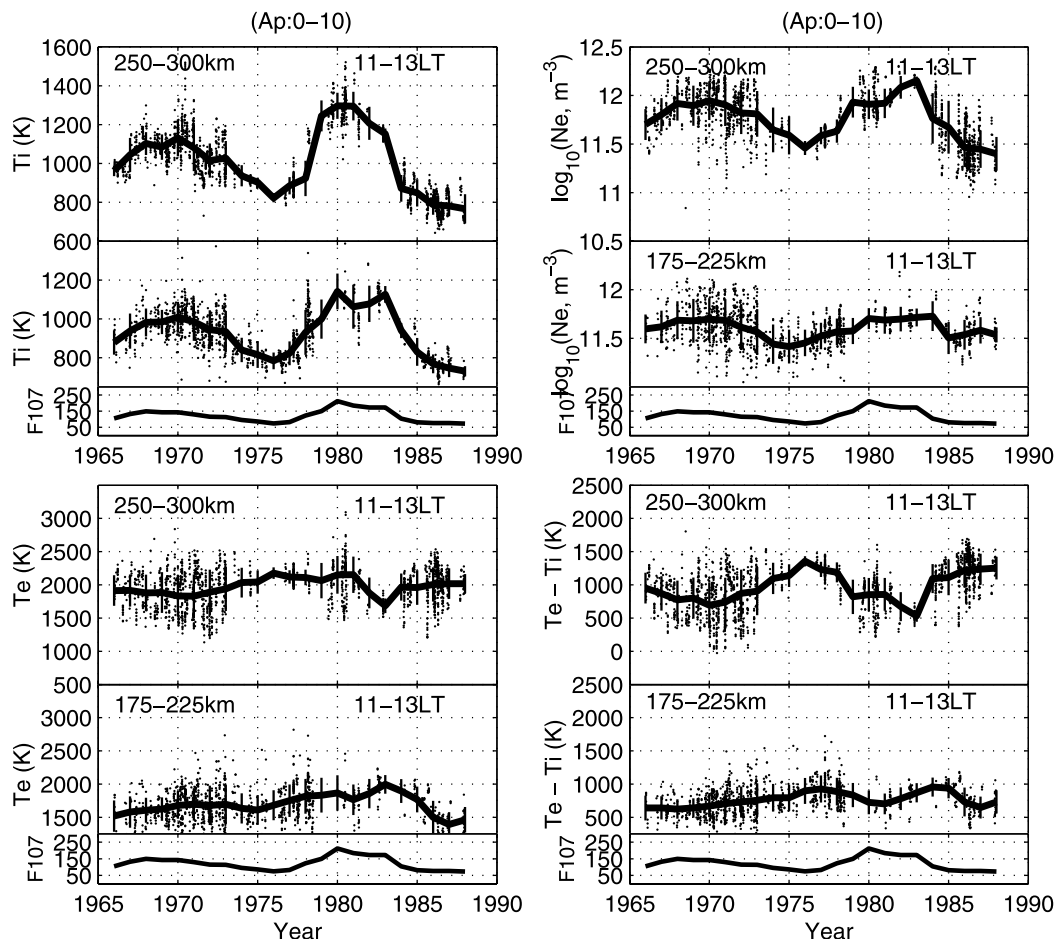 (Ap:0−10)
(Ap:0−10)
1600
1400
1200
1000
800
600
Ti (K)
250−300km
11−13LT
1200
1000
800
Ti (K)
250
150
50
F107
1965 1970 1975 1980 1985 1990
12.5
12
11.5
11
10.5
log10(Ne, m−3)
250−300km
11−13LT
12
11.5
log10(Ne, m−3)
175−225km
11−13LT
250
150
50
F107
1965 1970 1975 1980 1985 1990
3000
2500
2000
1500
1000
500
Te (K)
250−300km
11−13LT
3000
2500
2000
1500
Te (K)
175−225km
11−13LT
250
150
50
F107
1965 1970 1975 1980 1985 1990
Year
2500
2000
1500
1000
500
0
500
Te − Ti (K)
250−300km
11−13LT
2000
1500
1000
500
Te − Ti (K)
175−225km
11−13LT
250
150
50
F107
1965 1970 1975 1980 1985 1990
Year